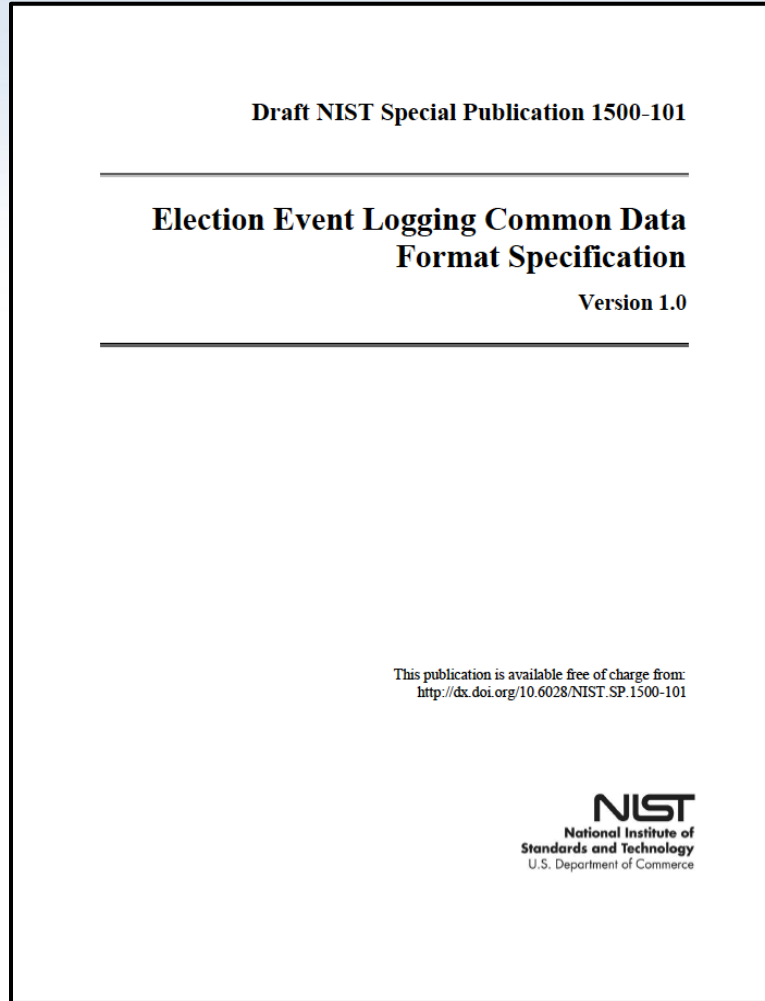 Draft NIST Special Publication 1500-101
Election Event Logging Common Data
Format Specification
Version 1.0
This publication is available free of charge from:
http://dx.doi.org/10.6028/NIST.SP.1500-101
NIST
National Institute of
Standards and Technology
U.S. Department of Commerce